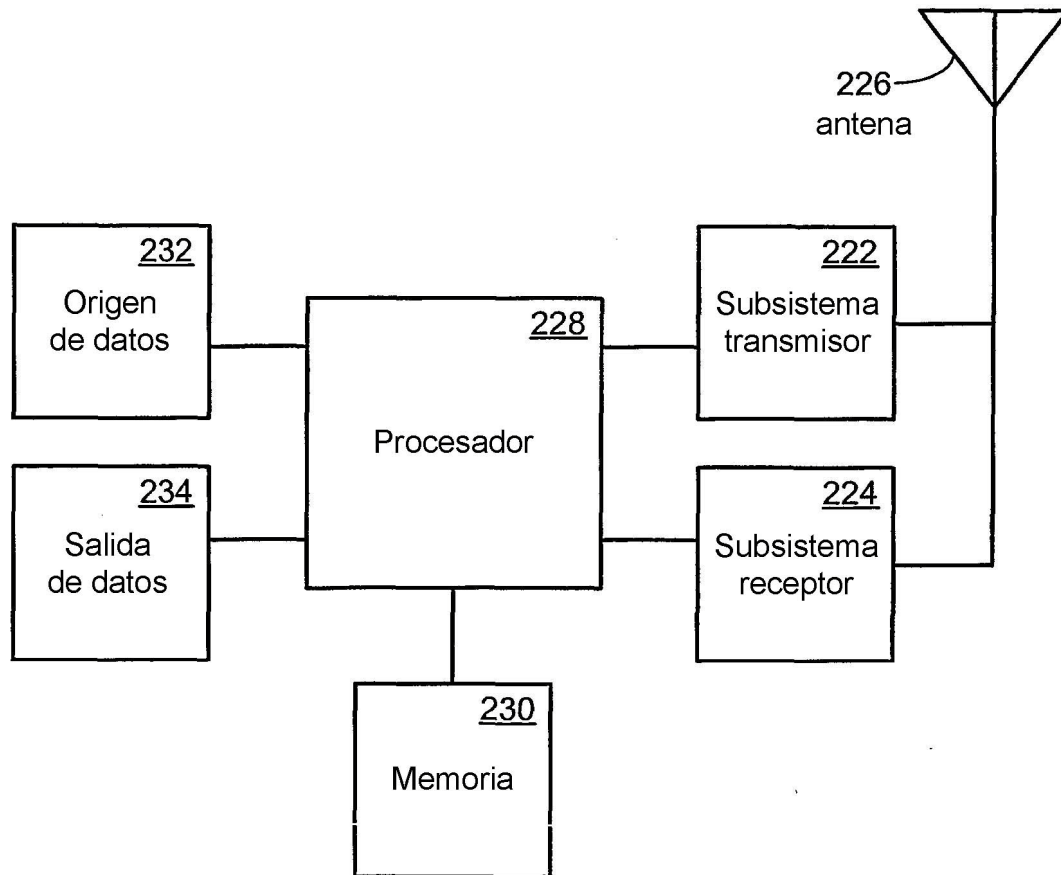 226
antena
232
Origen
de datos
228
Procesador
222
Subsistema
transmisor
234
Salida
de datos
224
Subsistema
receptor
230
Memoria